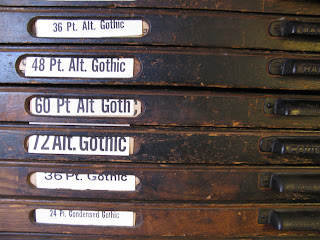 36 Pt. Alt. Gothic
48 Pt. Alt. Gothic
60 Pt Alt Goth
72 Alt. Gothic
36 Pt. Gothic
24 Pt. Condensed Gothic